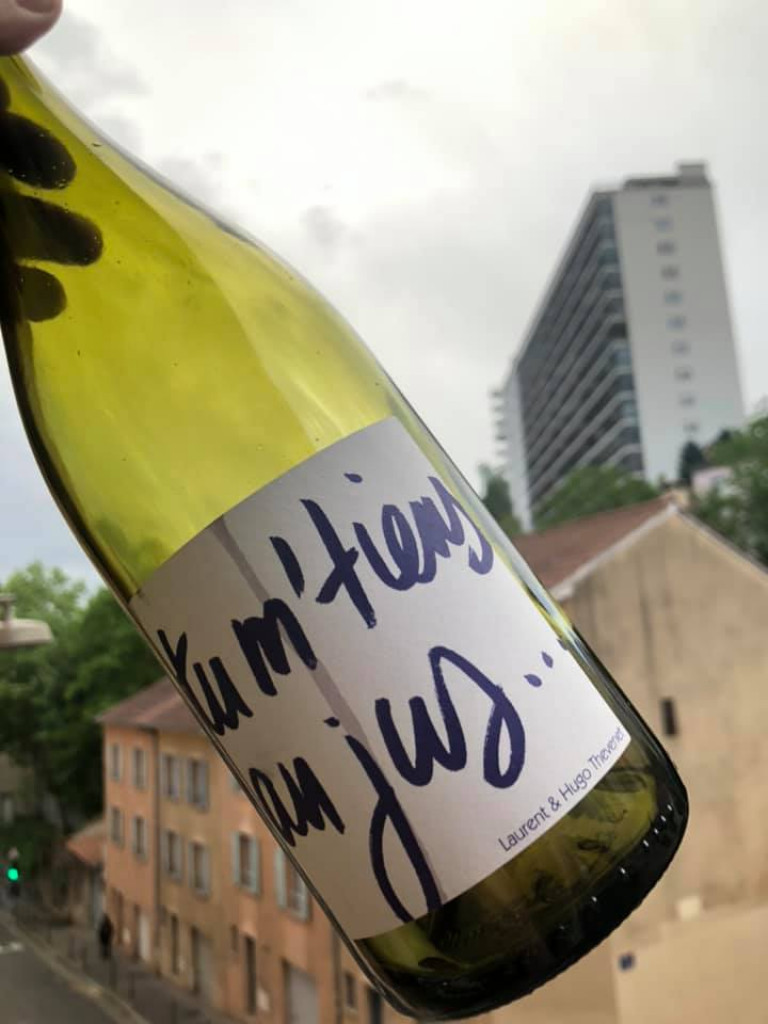 tu m'tiens
au jus...
Laurent & Hugo Thevenet